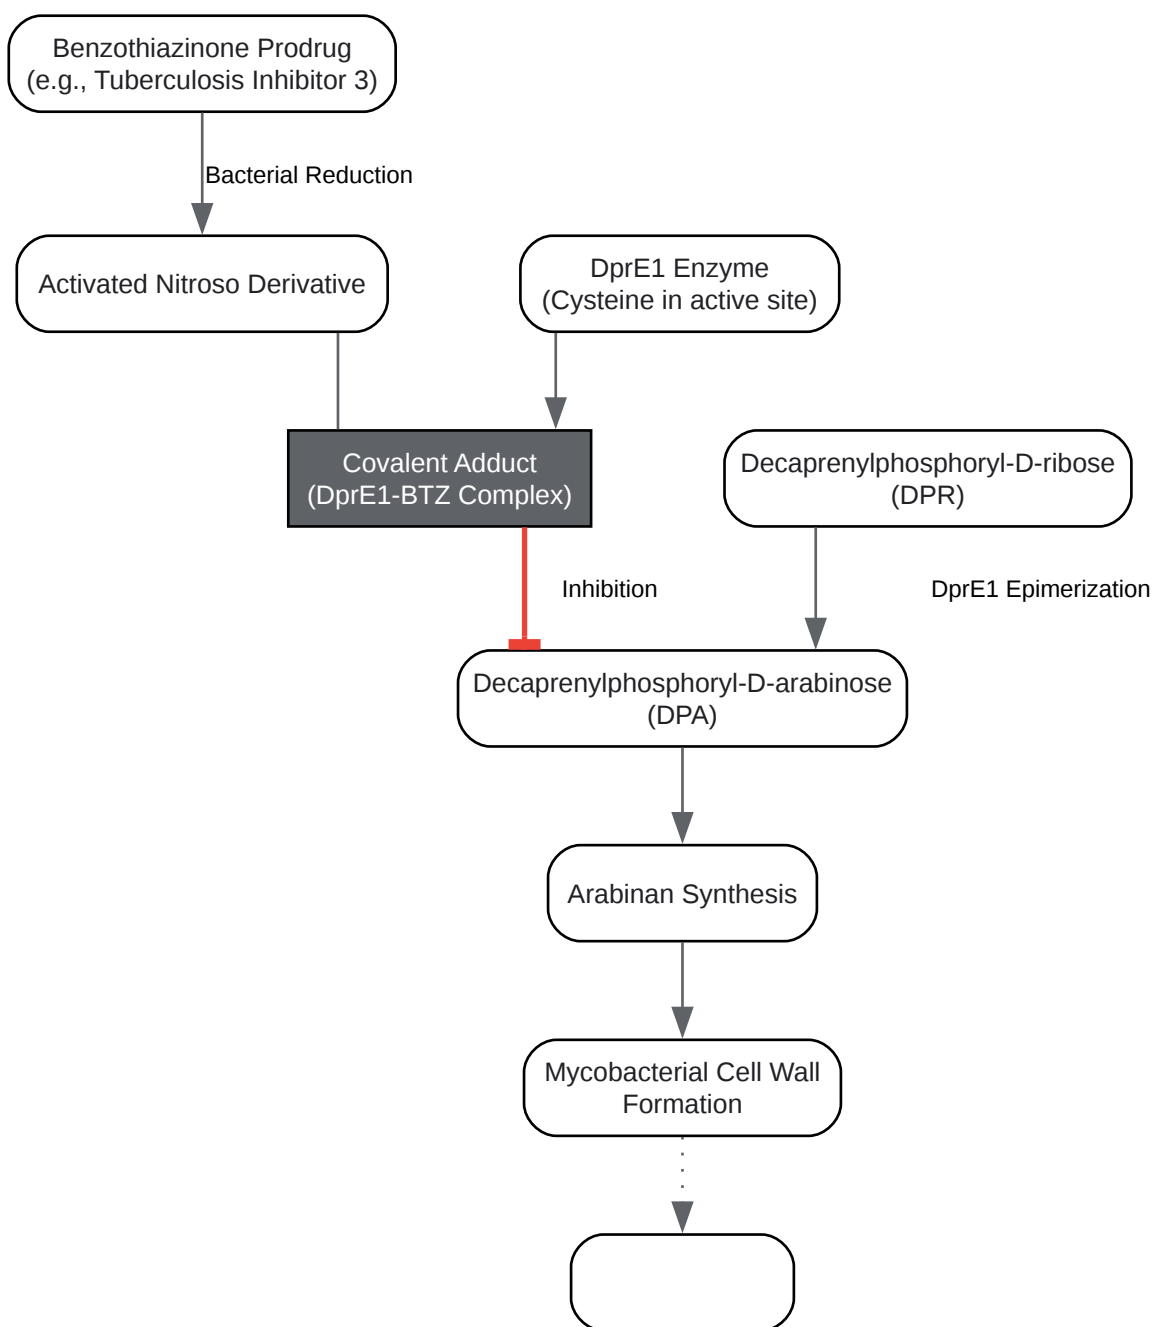 Benzothiazinone Prodrug
(e.g., Tuberculosis Inhibitor 3)
Bacterial Reduction
Activated Nitroso Derivative
DprE1 Enzyme
(Cysteine in active site)
Covalent Adduct
(DprE1-BTZ Complex)
Decaprenylphosphoryl-D-ribose
(DPR)
Inhibition
DprE1 Epimerization
Decaprenylphosphoryl-D-arabinose
(DPA)
Arabinan Synthesis
Mycobacterial Cell Wall
Formation